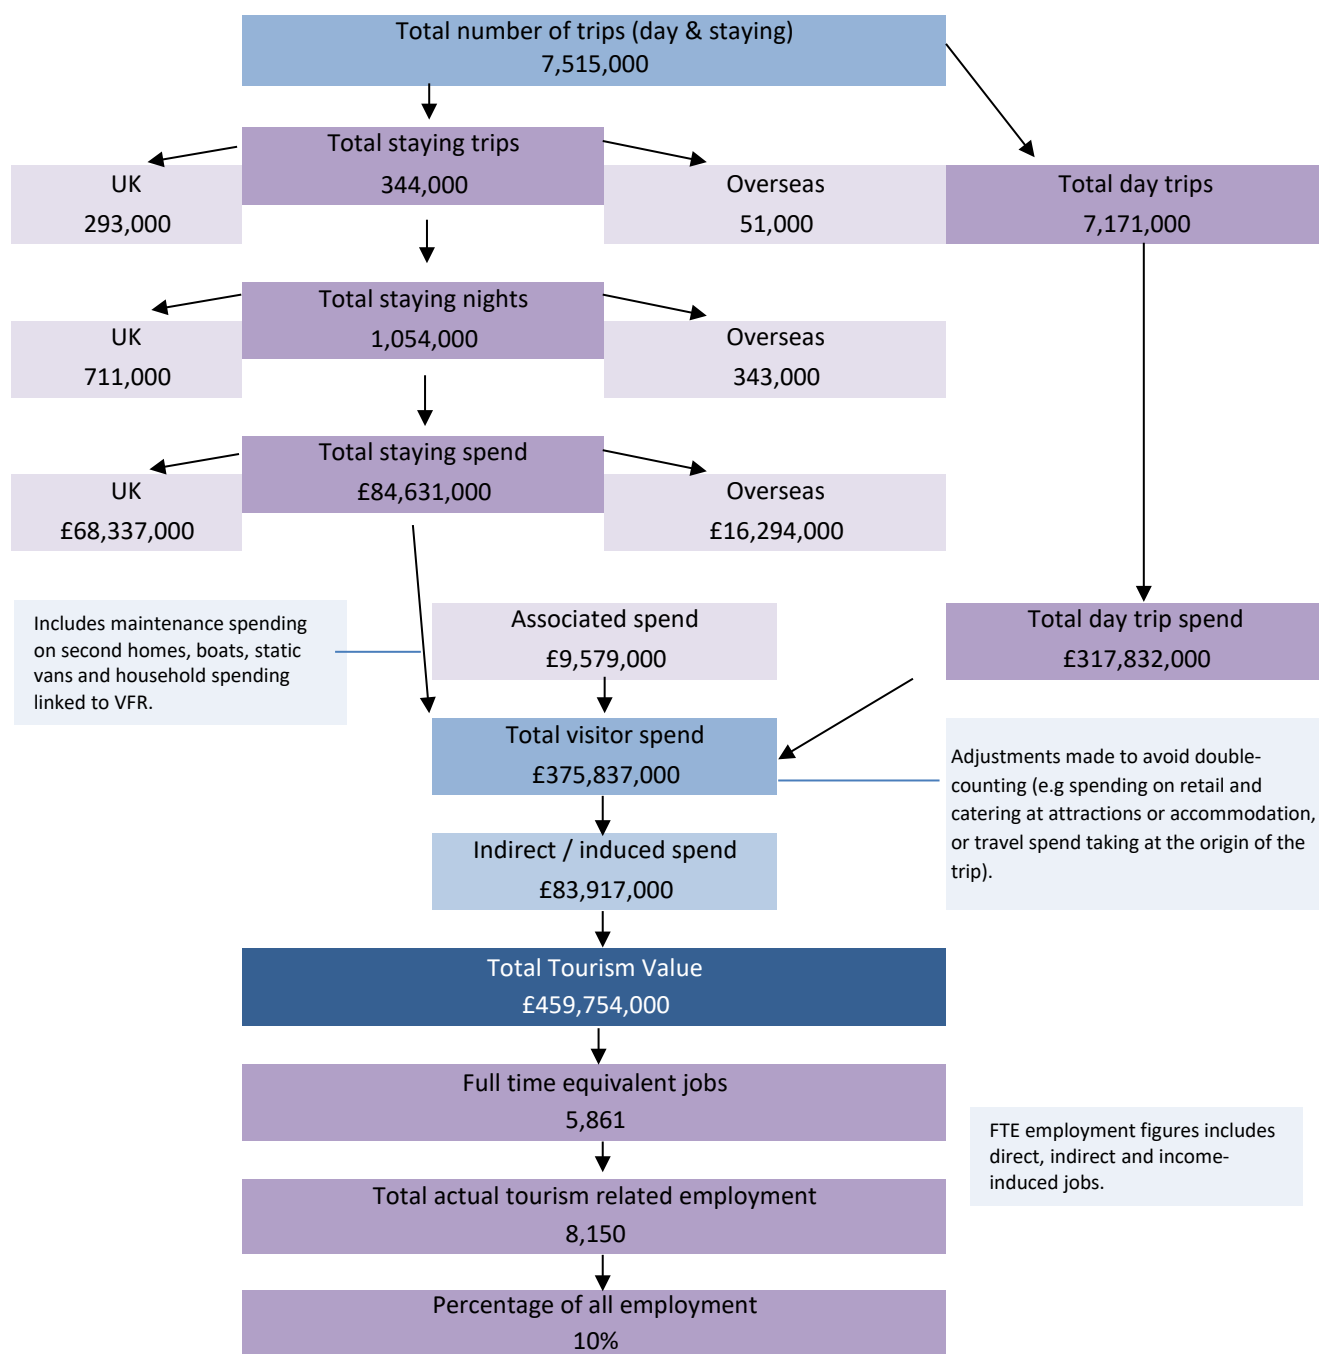 Total number of trips (day & staying)
7,515,000
Total staying trips
344,000
UK
293,000
Overseas
51,000
Total day trips
7,171,000
Total staying nights
1,054,000
UK
711,000
Overseas
343,000
Total staying spend
£84,631,000
UK
£68,337,000
Overseas
£16,294,000
Includes maintenance spending
on second homes, boats, static
vans and household spending
linked to VFR.
Associated spend
£9,579,000
Total day trip spend
£317,832,000
Total visitor spend
£375,837,000
Adjustments made to avoid double-
counting (e.g spending on retail and
catering at attractions or accommodation,
or travel spend taking at the origin of the
trip).
Indirect / induced spend
£83,917,000
Total Tourism Value
£459,754,000
Full time equivalent jobs
5,861
FTE employment figures includes
direct, indirect and income-
induced jobs.
Total actual tourism related employment
8,150
Percentage of all employment
10%